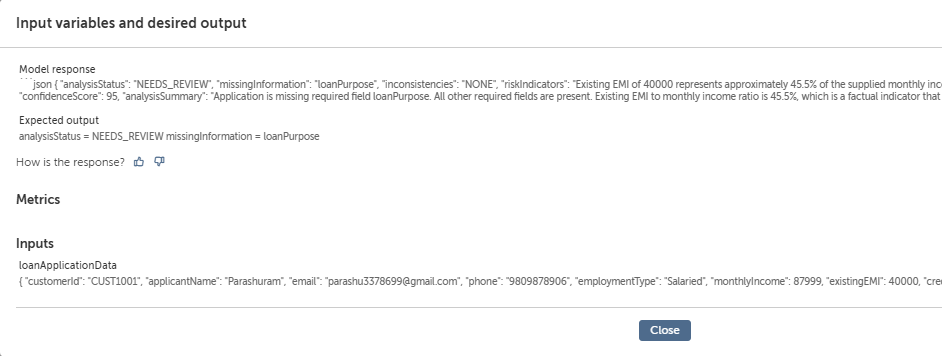 Input variables and desired output
Model response
```json { "analysisStatus": "NEEDS_REVIEW", "missingInformation": "loanPurpose", "inconsistencies": "NONE", "riskIndicators": "Existing EMI of 40000 represents approximately 45.5% of the supplied monthly inc
"confidenceScore": 95, "analysisSummary": "Application is missing required field loanPurpose. All other required fields are present. Existing EMI to monthly income ratio is 45.5%, which is a factual indicator that
Expected output
analysisStatus = NEEDS_REVIEW missingInformation = loanPurpose
How is the response?
Metrics
Inputs
loanApplicationData
{ "customerId": "CUST1001", "applicantName": "Parashuram", "email": "parashu3378699@gmail.com", "phone": "9809878906", "employmentType": "Salaried", "monthlyIncome": 87999, "existingEMI": 40000, "cre
Close